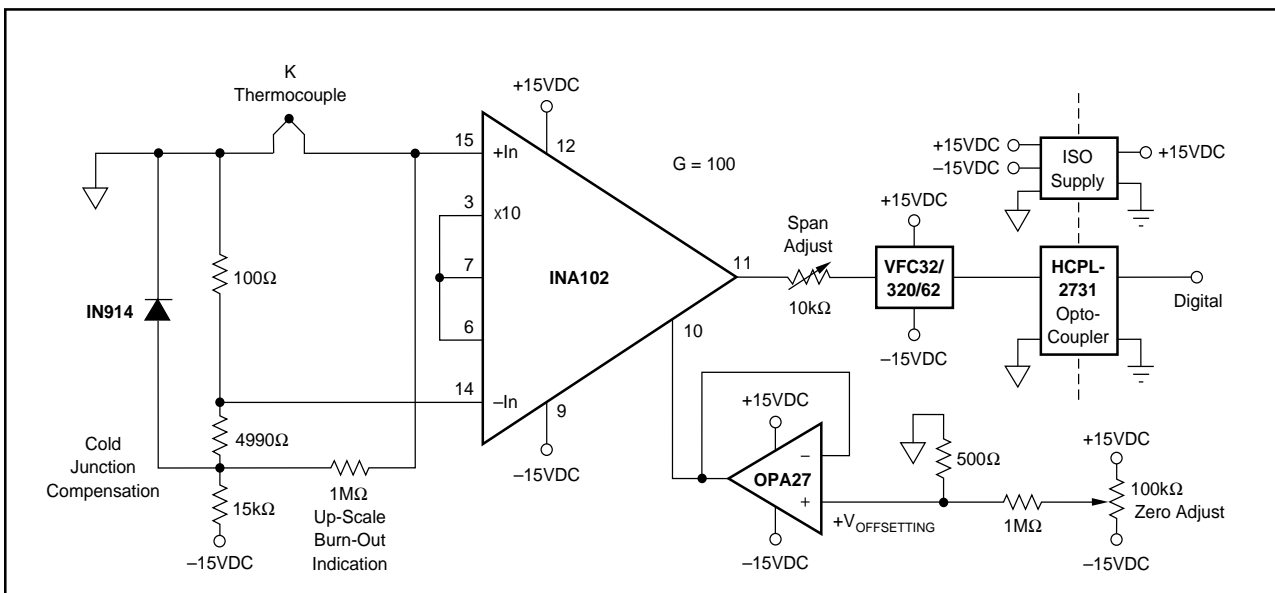 K
Thermocouple
+15VDC
12
15
+In
G = 100
3
x10
7
6
INA102
11
10
14
–In
9
–15VDC
100Ω
IN914
4990Ω
Cold
Junction
Compensation
15kΩ
–15VDC
1MΩ
Up-Scale
Burn-Out
Indication
Span
Adjust
10kΩ
+15VDC
VFC32/
320/62
–15VDC
+15VDC
–15VDC
ISO
Supply
+15VDC
HCPL-
2731
Opto-
Coupler
Digital
+15VDC
–
OPA27
+
–15VDC
+VOFFSETTING
500Ω
1MΩ
+15VDC
100kΩ
Zero Adjust
–15VDC